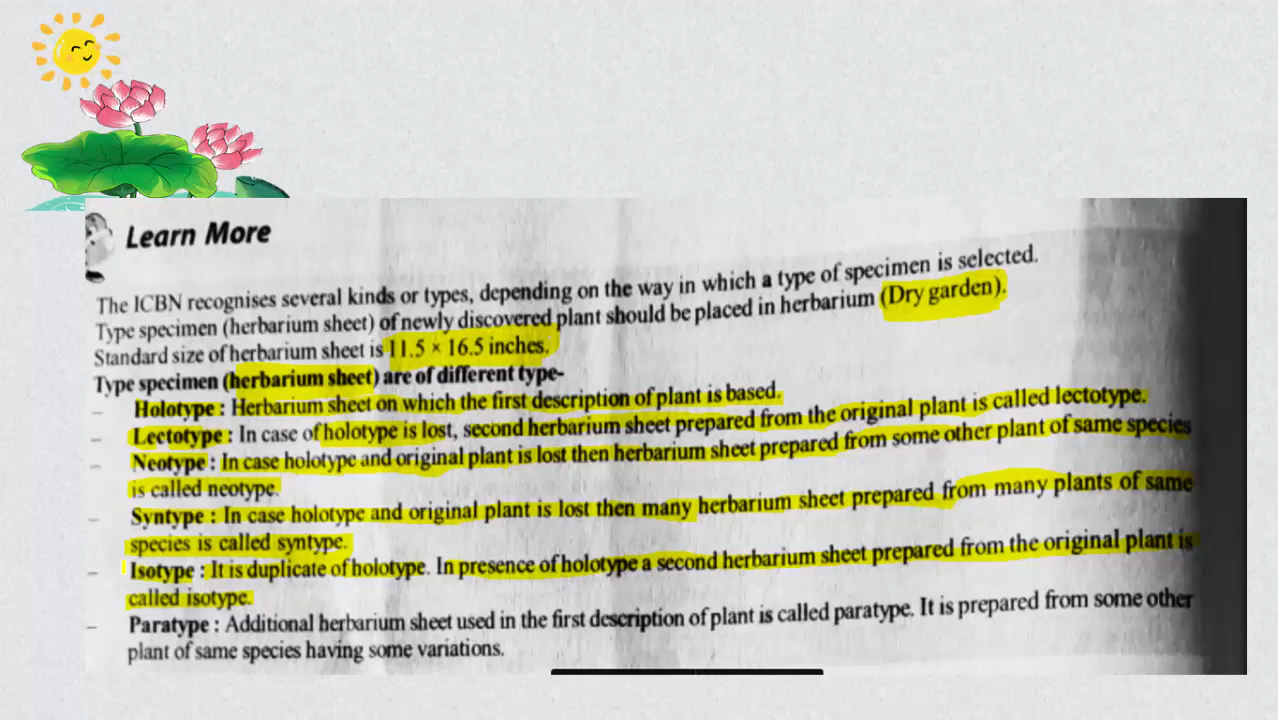 Learn More
The ICBN recognises several kinds or types, depending on the way in which a type of specimen is selected.
Type specimen (herbarium sheet) of newly discovered plant should be placed in herbarium (Dry garden).
Standard size of herbarium sheet is 11.5 × 16.5 inches.
Type specimen (herbarium sheet) are of different type-
- Holotype : Herbarium sheet on which the first description of plant is based.
- Lectotype : In case of holotype is lost, second herbarium sheet prepared from the original plant is called lectotype.
- Neotype : In case holotype and original plant is lost then herbarium sheet prepared from some other plant of same species
is called neotype.
- Syntype : In case holotype and original plant is lost then many herbarium sheet prepared from many plants of same
species is called syntype.
- Isotype : It is duplicate of holotype. In presence of holotype a second herbarium sheet prepared from the original plant is
called isotype.
- Paratype : Additional herbarium sheet used in the first description of plant is called paratype. It is prepared from some other
plant of same species having some variations.